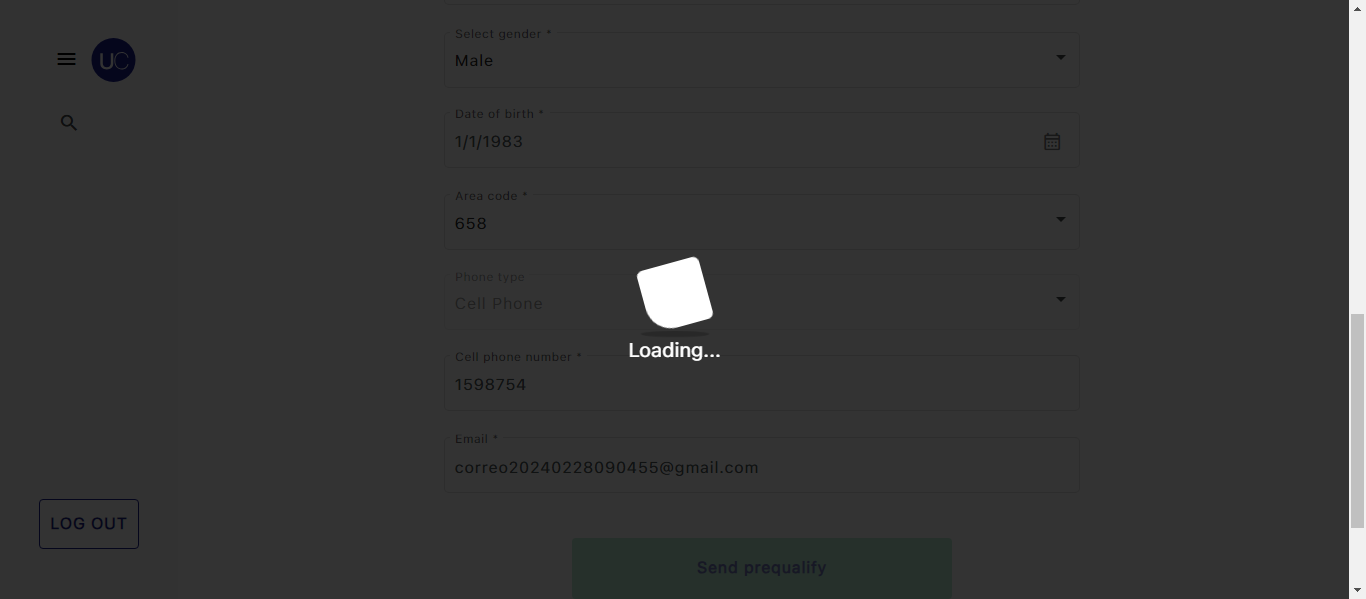 UC
Select gender *
Male
Date of birth *
1/1/1983
Area code *
658
Phone type
Cell Phone
Loading...
Cell phone number *
1598754
Email *
correo20240228090455@gmail.com
LOG OUT
Send prequalify